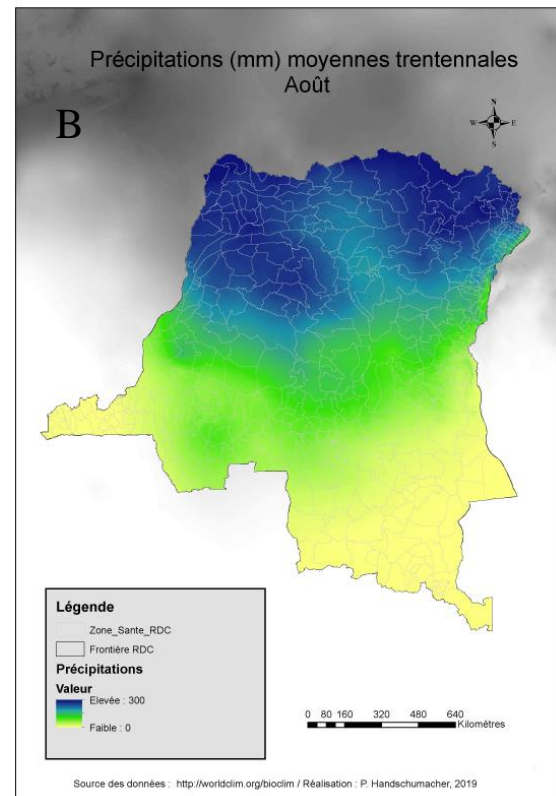 Précipitations (mm) moyennes trentennales
Août
B
N
W E
S
Légende
Zone_Sante_RDC
Frontière RDC
Précipitations
Valeur
Elevée : 300
Faible : 0
0 80 160 320 480 640
Kilomètres
Source des données : http://worldclim.org/bioclim / Réalisation : P. Handschumacher, 2019